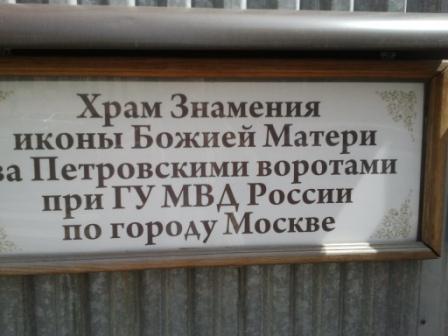 Храм Знамения
иконы Божией Матери
за Петровскими воротами
при ГУ МВД России
по городу Москве